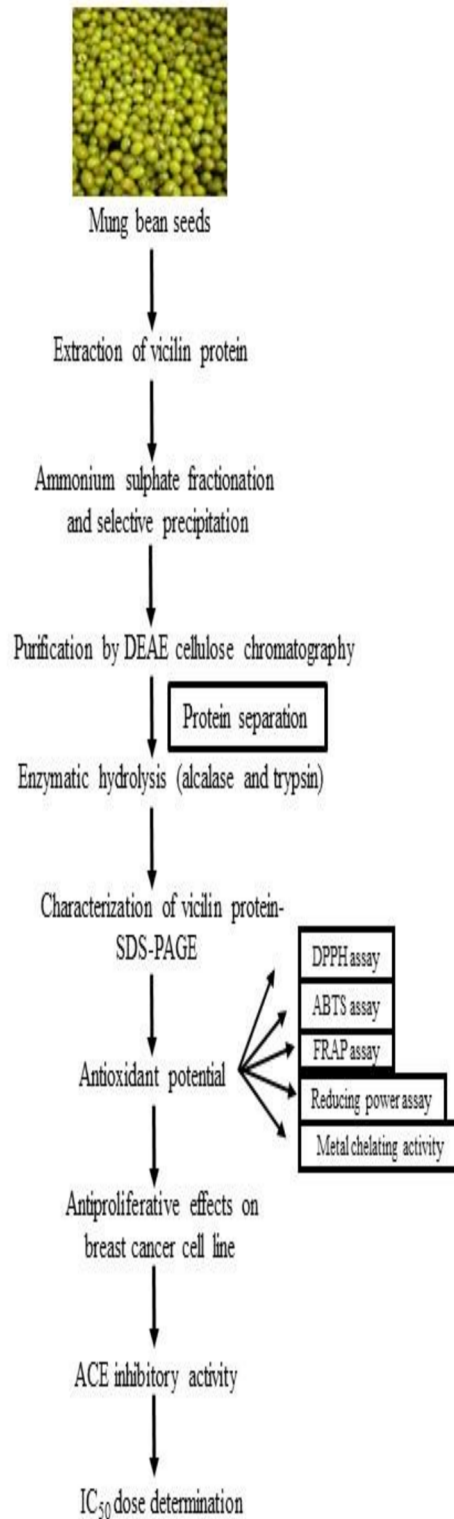 Mung bean seeds
Extraction of vicilin protein
Ammonium sulphate fractionation
and selective precipitation
Purification by DEAE cellulose chromatography
Protein separation
Enzymatic hydrolysis (alcalase and trypsin)
Characterization of vicilin protein-
SDS-PAGE
Antioxidant potential
DPPH assay
ABTS assay
FRAP assay
Reducing power assay
Metal chelating activity
Antiproliferative effects on
breast cancer cell line
ACE inhibitory activity
IC₅₀ dose determination